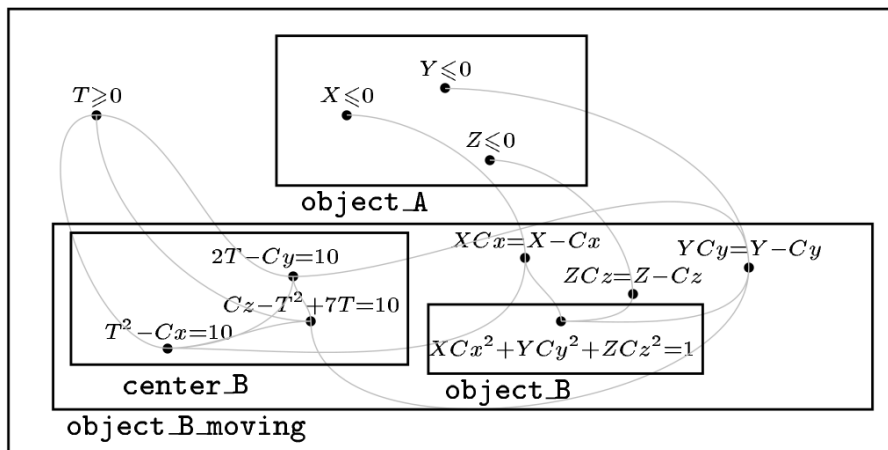 Y⩽0
T⩾0
X⩽0
Z⩽0
object_A
XCx=X−Cx
YCy=Y−Cy
2T−Cy=10
ZCz=Z−Cz
Cz−T²+7T=10
T²−Cx=10
XCx²+YCy²+ZCz²=1
center_B
object_B
object_B_moving